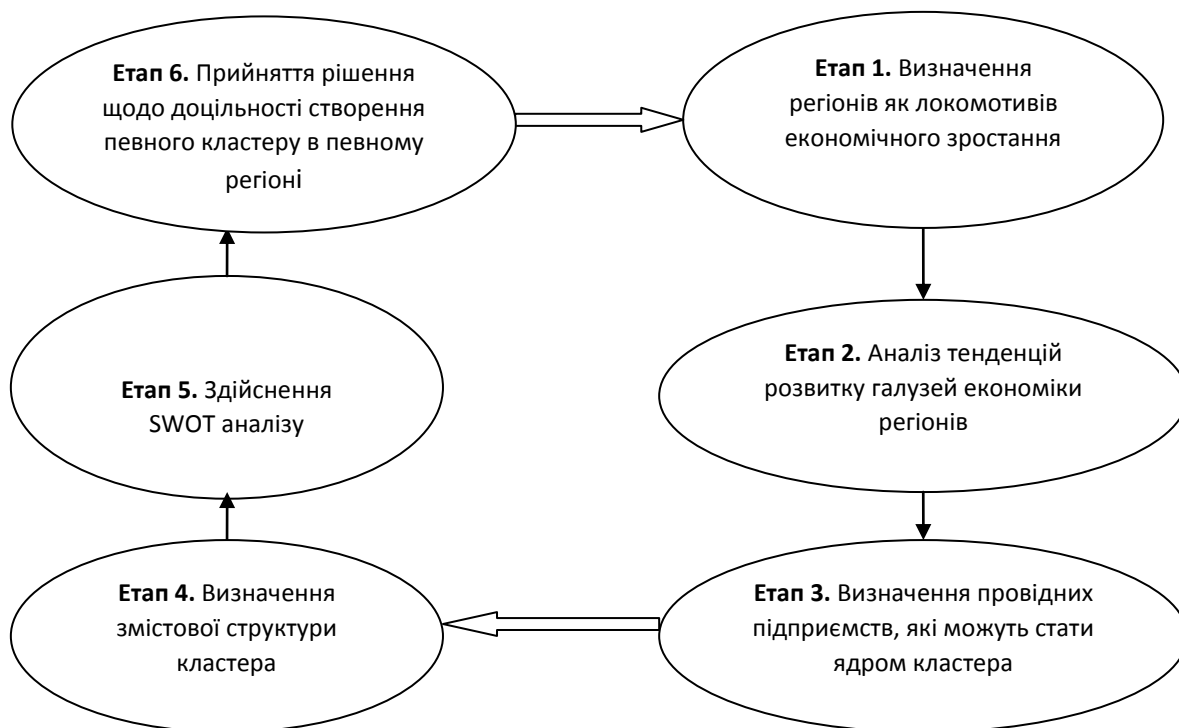 Етап 6. Прийняття рішення
щодо доцільності створення
певного кластеру в певному
регіоні
Етап 1. Визначення
регіонів як локомотивів
економічного зростання
Етап 5. Здійснення
SWOT аналізу
Етап 2. Аналіз тенденцій
розвитку галузей економіки
регіонів
Етап 4. Визначення
змістової структури
кластера
Етап 3. Визначення провідних
підприємств, які можуть стати
ядром кластера